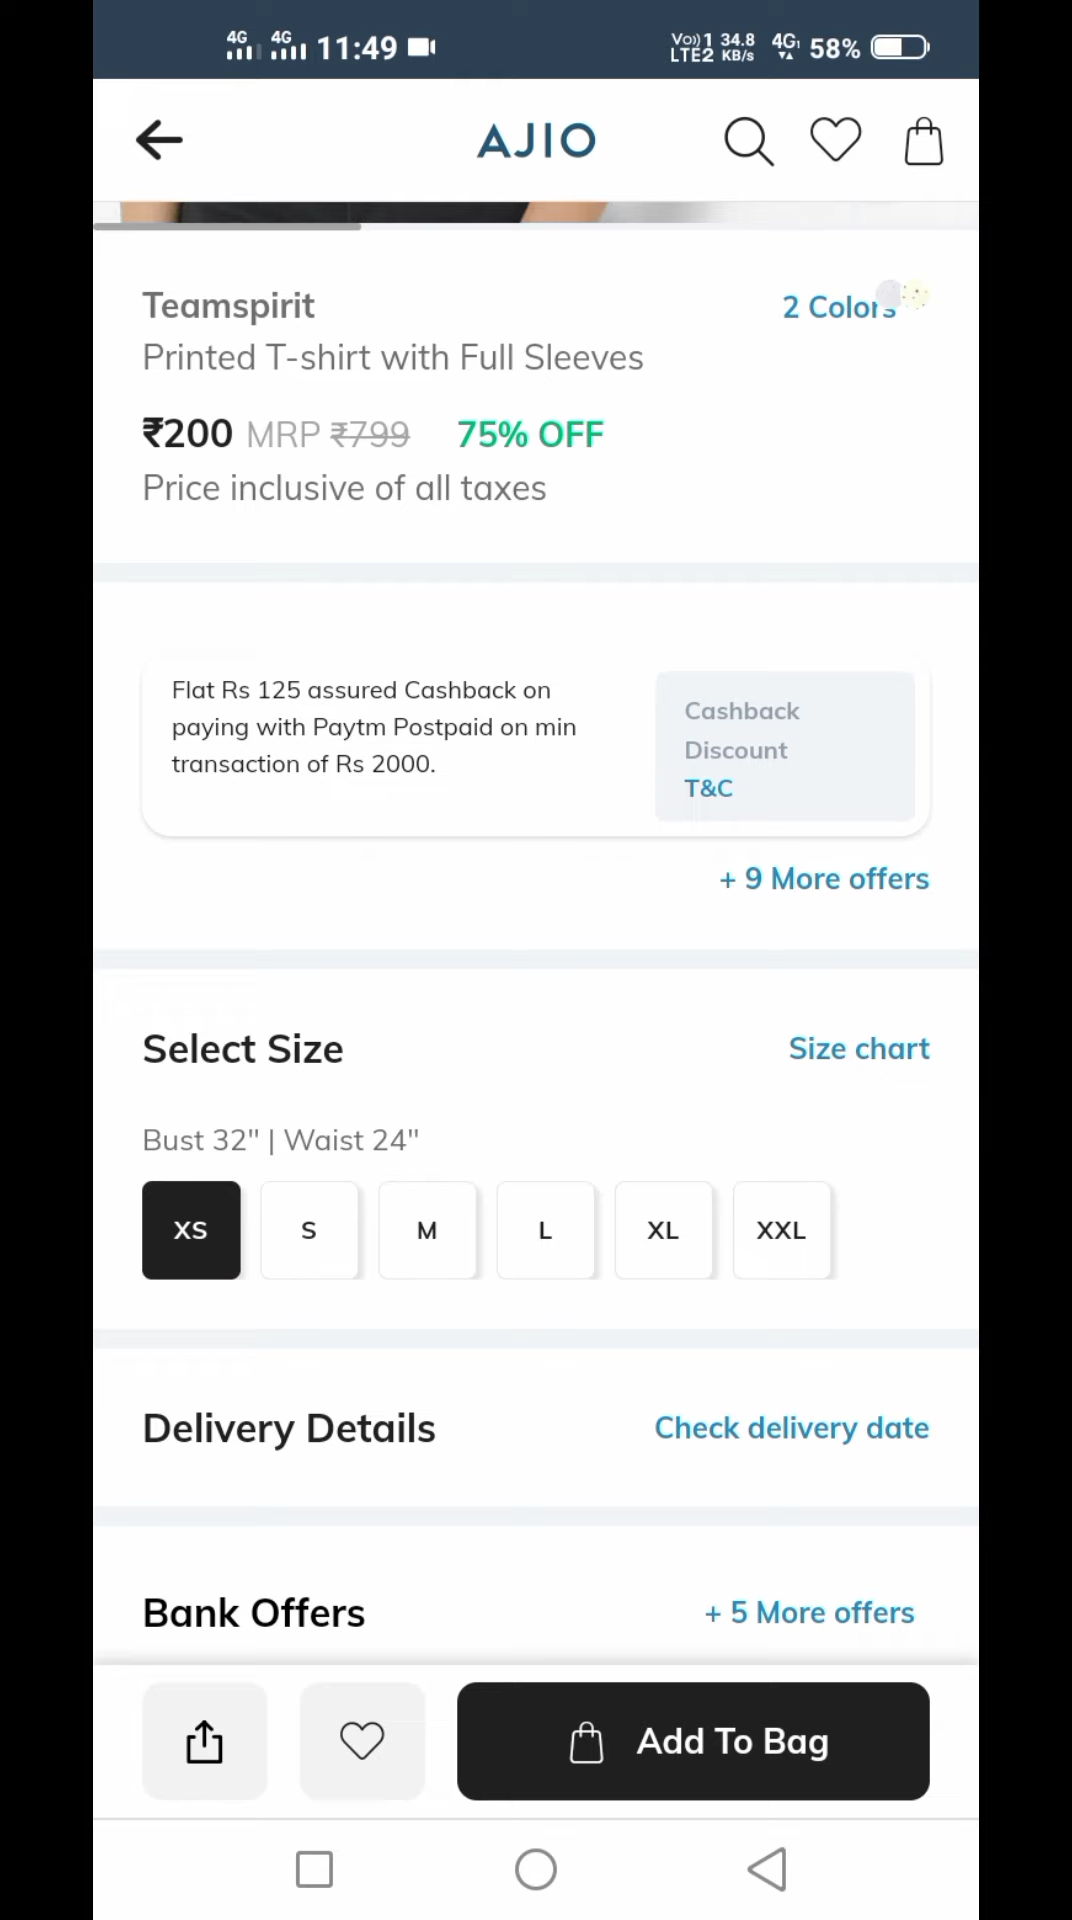 4G 4G 11:49 Vo)) 1 LTE2 34.8 KB/s 4G 58%
AJIO
Teamspirit 2 Colors
Printed T-shirt with Full Sleeves
₹200 MRP ₹799 75% OFF
Price inclusive of all taxes
Flat Rs 125 assured Cashback on
paying with Paytm Postpaid on min
transaction of Rs 2000.
Cashback
Discount
T&C
+ 9 More offers
Select Size Size chart
Bust 32" | Waist 24"
XS S M L XL XXL
Delivery Details Check delivery date
Bank Offers + 5 More offers
Add To Bag